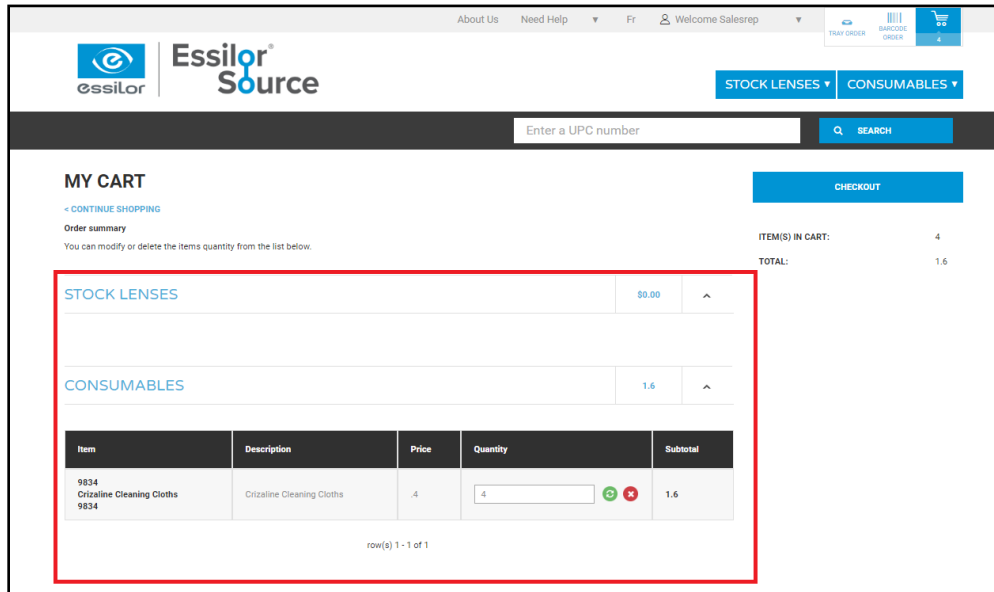 About Us Need Help ▼ Fr Welcome Salesrep ▼
TRAY ORDER
BARCODE
ORDER
4
essilor
Essilor®
Source
STOCK LENSES ▼ CONSUMABLES ▼
Enter a UPC number SEARCH
MY CART
CHECKOUT
< CONTINUE SHOPPING
Order summary
You can modify or delete the items quantity from the list below.
ITEM(S) IN CART: 4
TOTAL: 1.6
STOCK LENSES $0.00
CONSUMABLES 1.6
Item Description Price Quantity Subtotal
9834
Crizaline Cleaning Cloths
9834
Crizaline Cleaning Cloths .4 4 1.6
row(s) 1 - 1 of 1